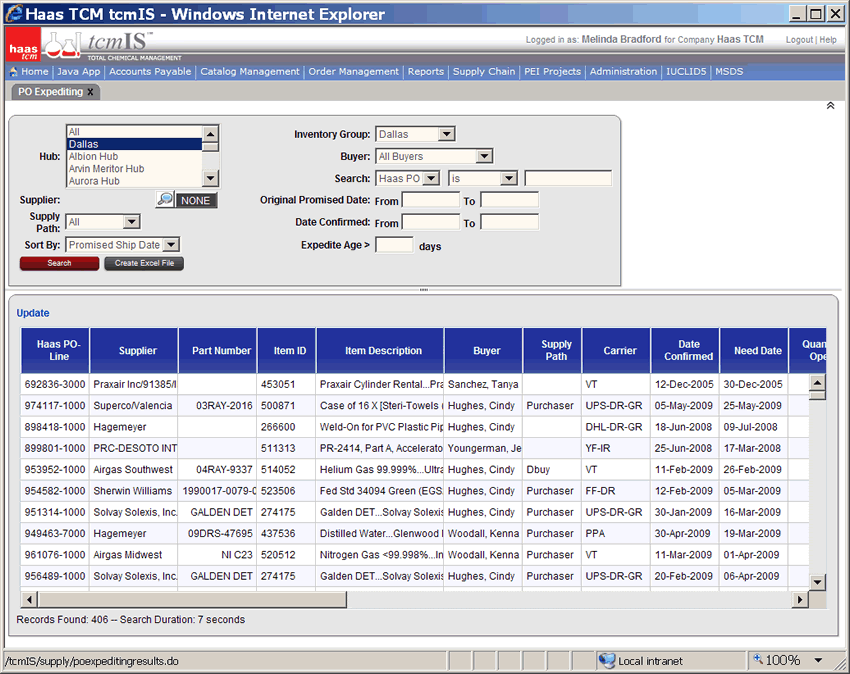 Haas TCM tcmIS - Windows Internet Explorer
haas tcm
tcmIS™
TOTAL CHEMICAL MANAGEMENT
Logged in as: Melinda Bradford for Company Haas TCM Logout | Help
Home | Java App | Accounts Payable | Catalog Management | Order Management | Reports | Supply Chain | PEI Projects | Administration | IUCLID5 | MSDS
PO Expediting X
Hub:
All
Dallas
Albion Hub
Arvin Meritor Hub
Aurora Hub
Supplier: NONE
Supply Path: All
Sort By: Promised Ship Date
Search Create Excel File
Inventory Group: Dallas
Buyer: All Buyers
Search: Haas PO is
Original Promised Date: From To
Date Confirmed: From To
Expedite Age > days
Update
Haas PO-Line Supplier Part Number Item ID Item Description Buyer Supply Path Carrier Date Confirmed Need Date Quan Ope
692836-3000 Praxair Inc/91385/I 453051 Praxair Cylinder Rental...Pra Sanchez, Tanya VT 12-Dec-2005 30-Dec-2005
974117-1000 Superco/Valencia 03RAY-2016 500871 Case of 16 X [Steri-Towels ( Hughes, Cindy Purchaser UPS-DR-GR 05-May-2009 25-May-2009
898418-1000 Hagemeyer 266600 Weld-On for PVC Plastic Pip Hughes, Cindy DHL-DR-GR 18-Jun-2008 09-Jul-2008
899801-1000 PRC-DESOTO INT 511313 PR-2414, Part A, Accelerato Youngerman, Je YF-IR 25-Jun-2008 17-Mar-2008
953952-1000 Airgas Southwest 04RAY-9337 514052 Helium Gas 99.999%...Ultra Hughes, Cindy Dbuy VT 11-Feb-2009 26-Feb-2009
954582-1000 Sherwin Williams 1990017-0079-0 523506 Fed Std 34094 Green (EGS Hughes, Cindy Purchaser FF-DR 12-Feb-2009 05-Mar-2009
951314-1000 Solvay Solexis, Inc. GALDEN DET 274175 Galden DET...Solvay Solexis Hughes, Cindy Purchaser UPS-DR-GR 30-Jan-2009 16-Mar-2009
949463-7000 Hagemeyer 09DRS-47695 437536 Distilled Water...Glenwood I Woodall, Kenna Purchaser PPA 30-Apr-2009 19-Mar-2009
961076-1000 Airgas Midwest NI C23 520512 Nitrogen Gas <99.998%...In Woodall, Kenna Purchaser VT 11-Mar-2009 01-Apr-2009
956489-1000 Solvay Solexis, Inc. GALDEN DET 274175 Galden DET...Solvay Solexis Hughes, Cindy Purchaser UPS-DR-GR 20-Feb-2009 06-Apr-2009
Records Found: 406 -- Search Duration: 7 seconds
/tcmIS/supply/poexpeditingresults.do Local intranet 100%